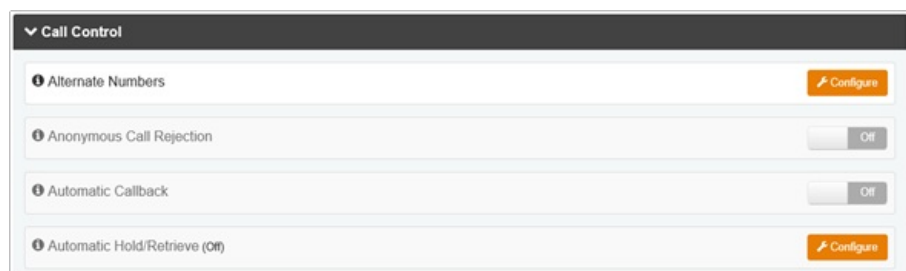 Call Control
Alternate Numbers
Configure
Anonymous Call Rejection
Off
Automatic Callback
Off
Automatic Hold/Retrieve (Off)
Configure